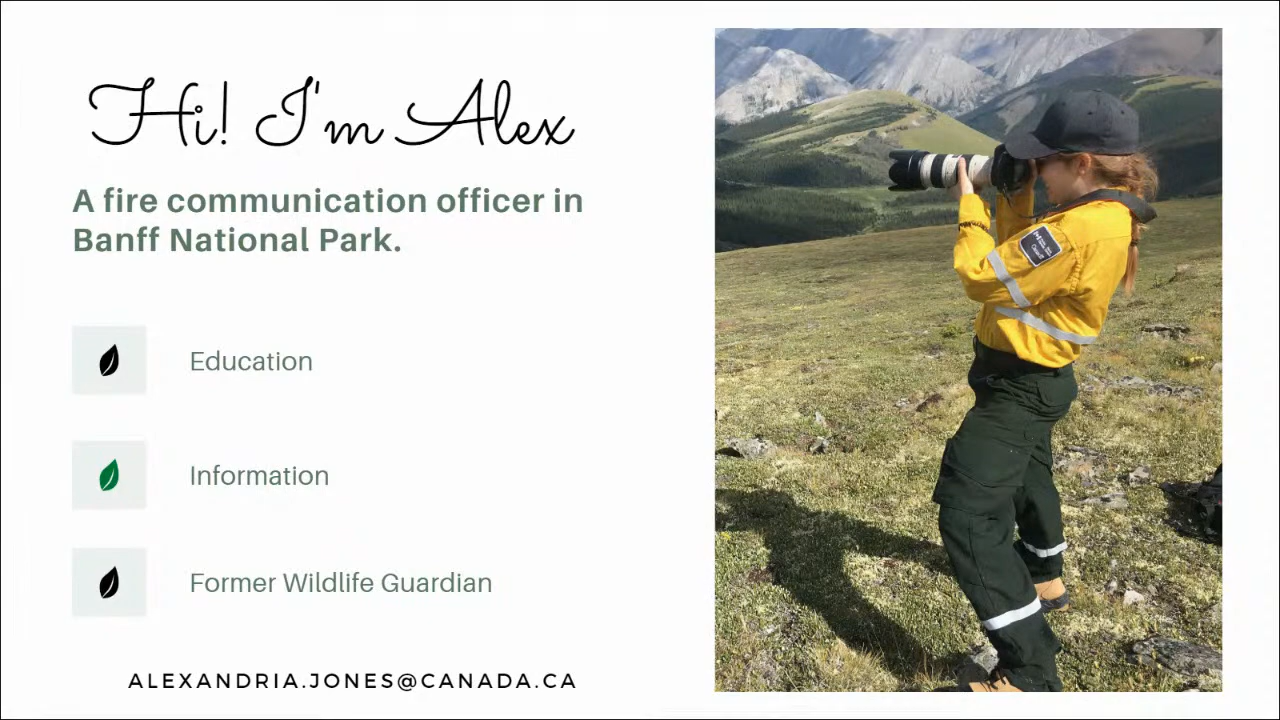 Hi! I'm Alex
A fire communication officer in
Banff National Park.
Education
Information
Former Wildlife Guardian
ALEXANDRIA.JONES@CANADA.CA